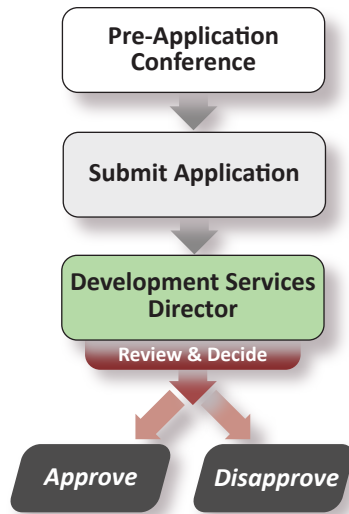 Pre-Application
Conference
Submit Application
Development Services
Director
Review & Decide
Approve
Disapprove